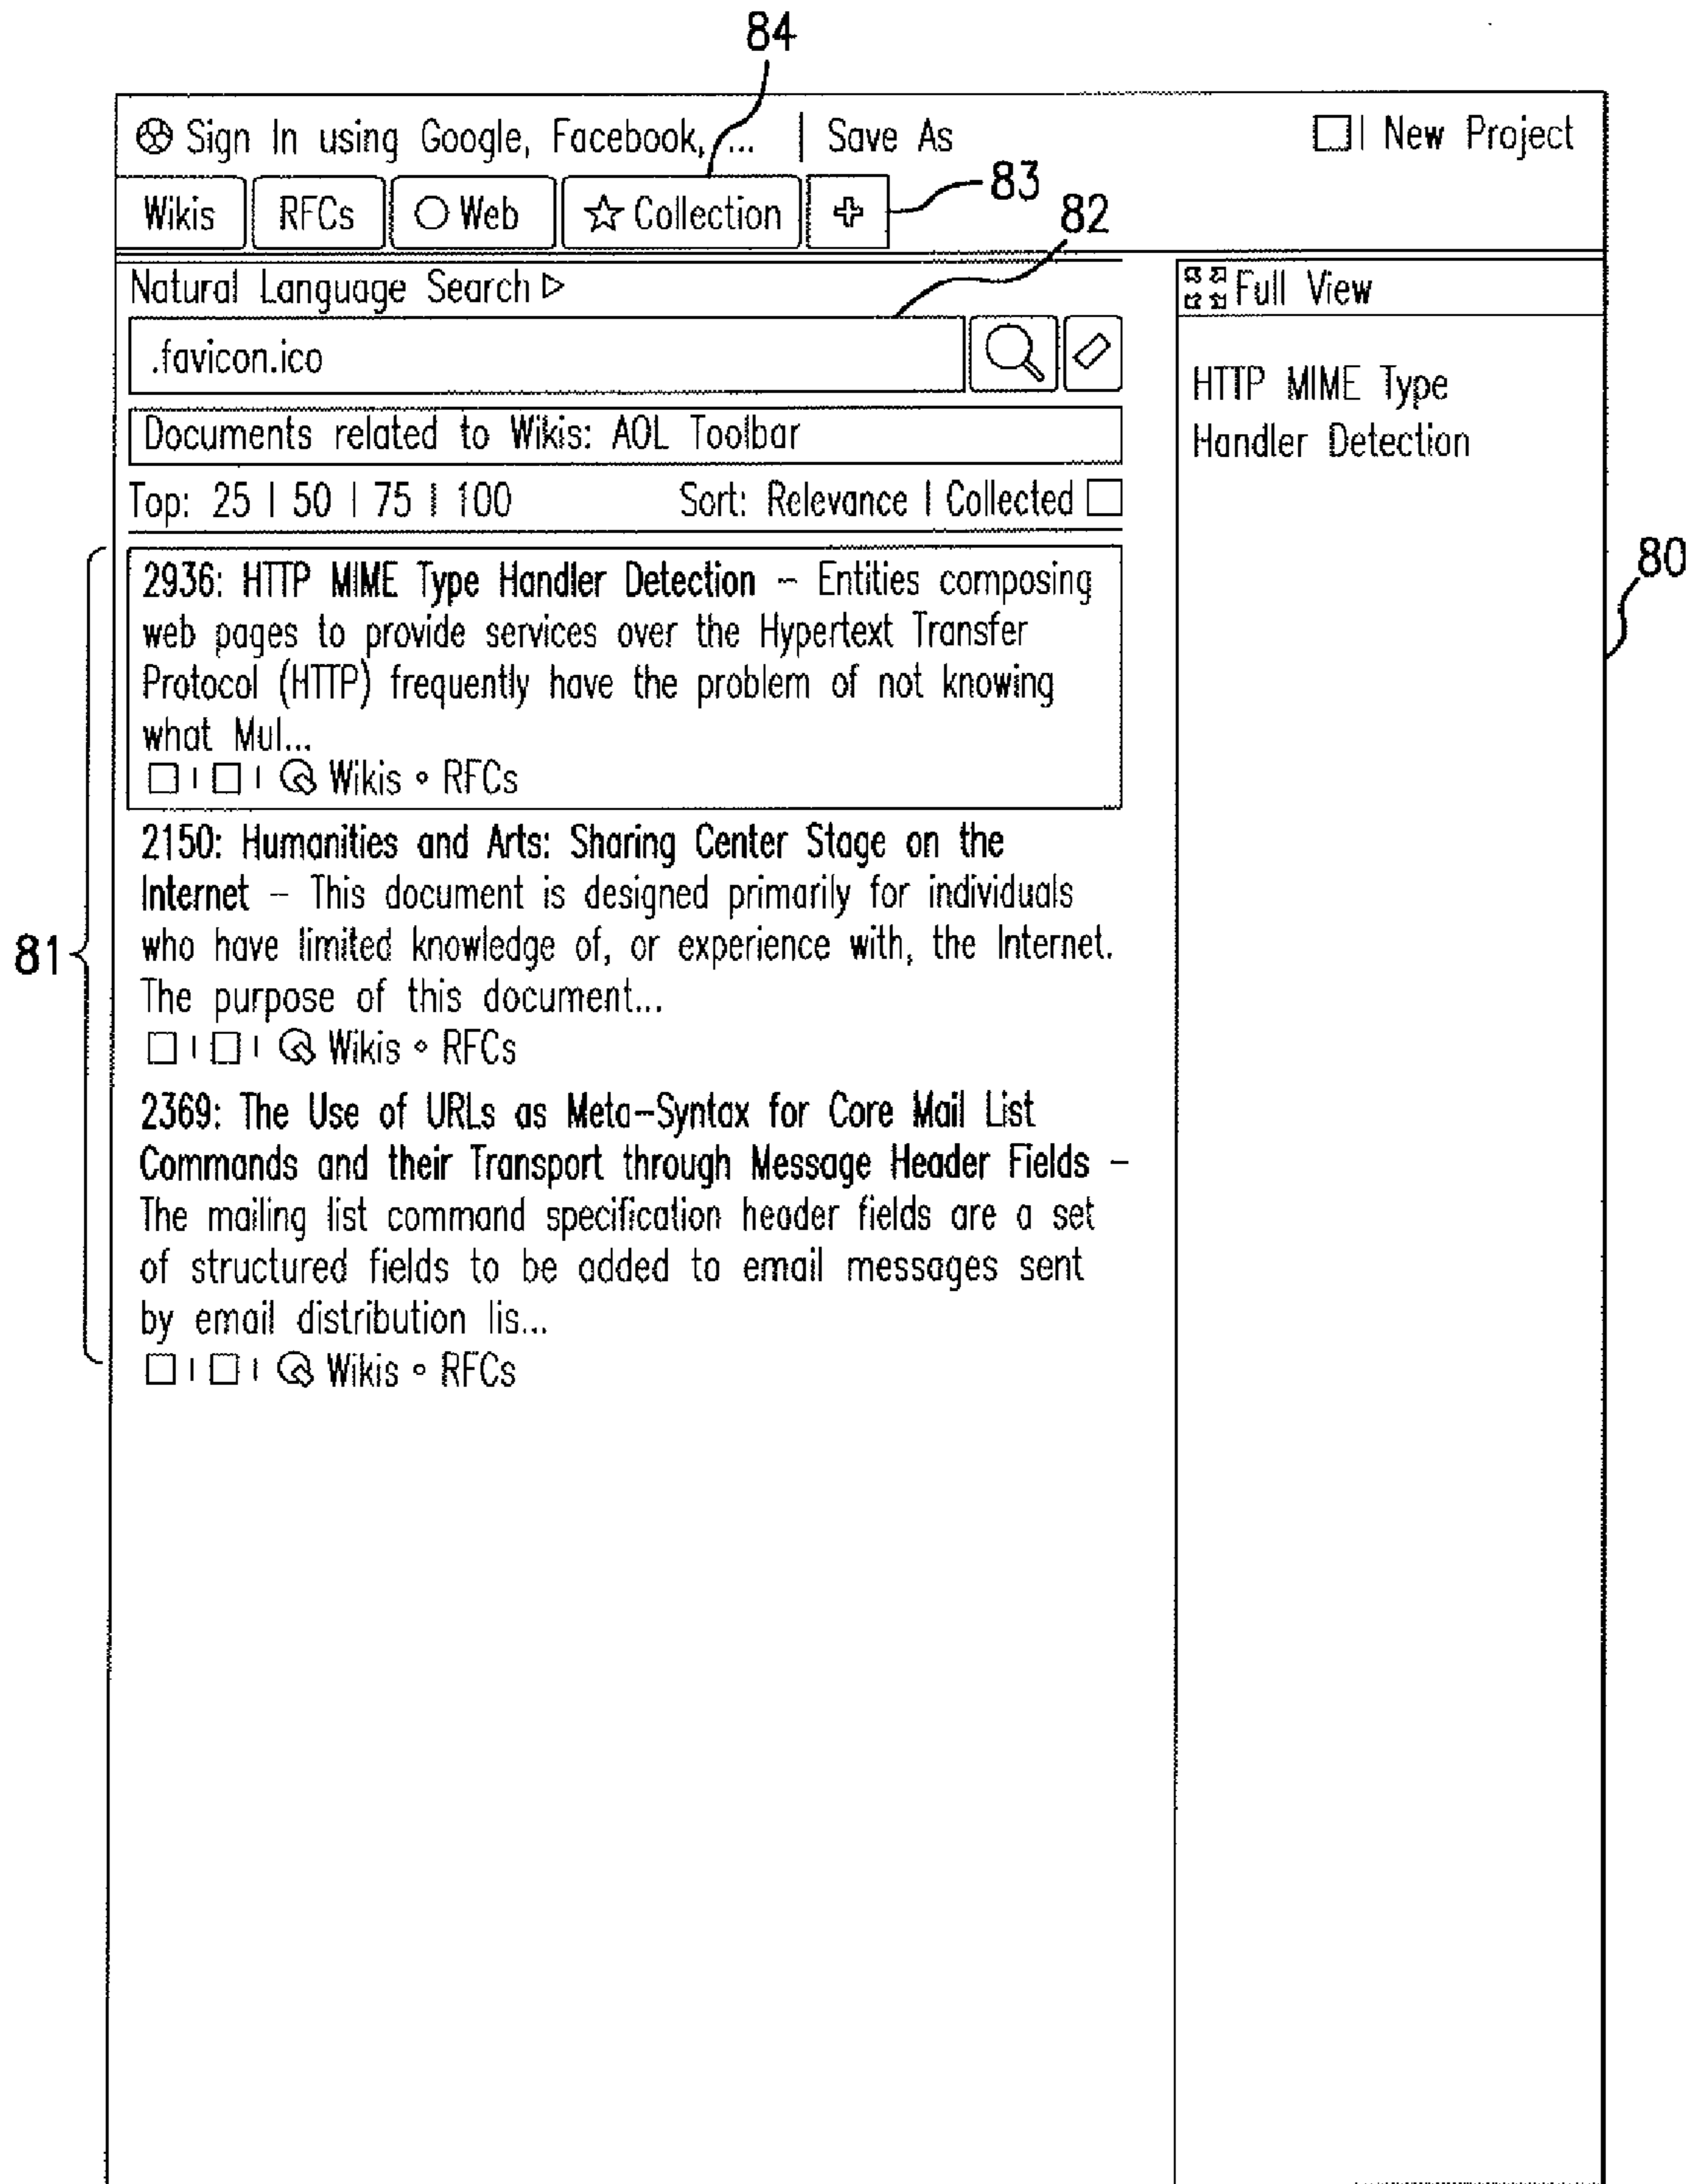 84
Sign In using Google, Facebook, ... | Save As
New Project
Wikis
RFCs
Web
Collection
83
82
Natural Language Search
Full View
.favicon.ico
HTTP MIME Type
Handler Detection
Documents related to Wikis: AOL Toolbar
Top: 25 | 50 | 75 | 100
Sort: Relevance | Collected
80
2936: HTTP MIME Type Handler Detection – Entities composing
web pages to provide services over the Hypertext Transfer
Protocol (HTTP) frequently have the problem of not knowing
what Mul...
Wikis ∘ RFCs
2150: Humanities and Arts: Sharing Center Stage on the
Internet – This document is designed primarily for individuals
who have limited knowledge of, or experience with, the Internet.
The purpose of this document...
Wikis ∘ RFCs
81
2369: The Use of URLs as Meta-Syntax for Core Mail List
Commands and their Transport through Message Header Fields –
The mailing list command specification header fields are a set
of structured fields to be added to email messages sent
by email distribution lis...
Wikis ∘ RFCs